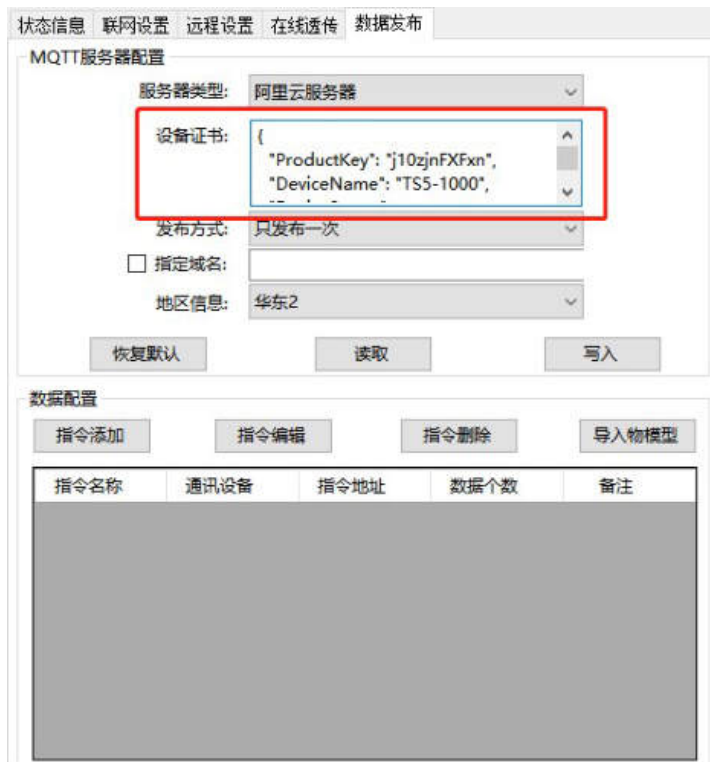 状态信息 联网设置 远程设置 在线透传 数据发布
MQTT服务器配置
服务器类型: 阿里云服务器
设备证书: {
"ProductKey": "j10zjnFXFxn",
"DeviceName": "TS5-1000",
发布方式: 只发布一次
指定域名:
地区信息: 华东2
恢复默认 读取 写入
数据配置
指令添加 指令编辑 指令删除 导入物模型
指令名称 通讯设备 指令地址 数据个数 备注